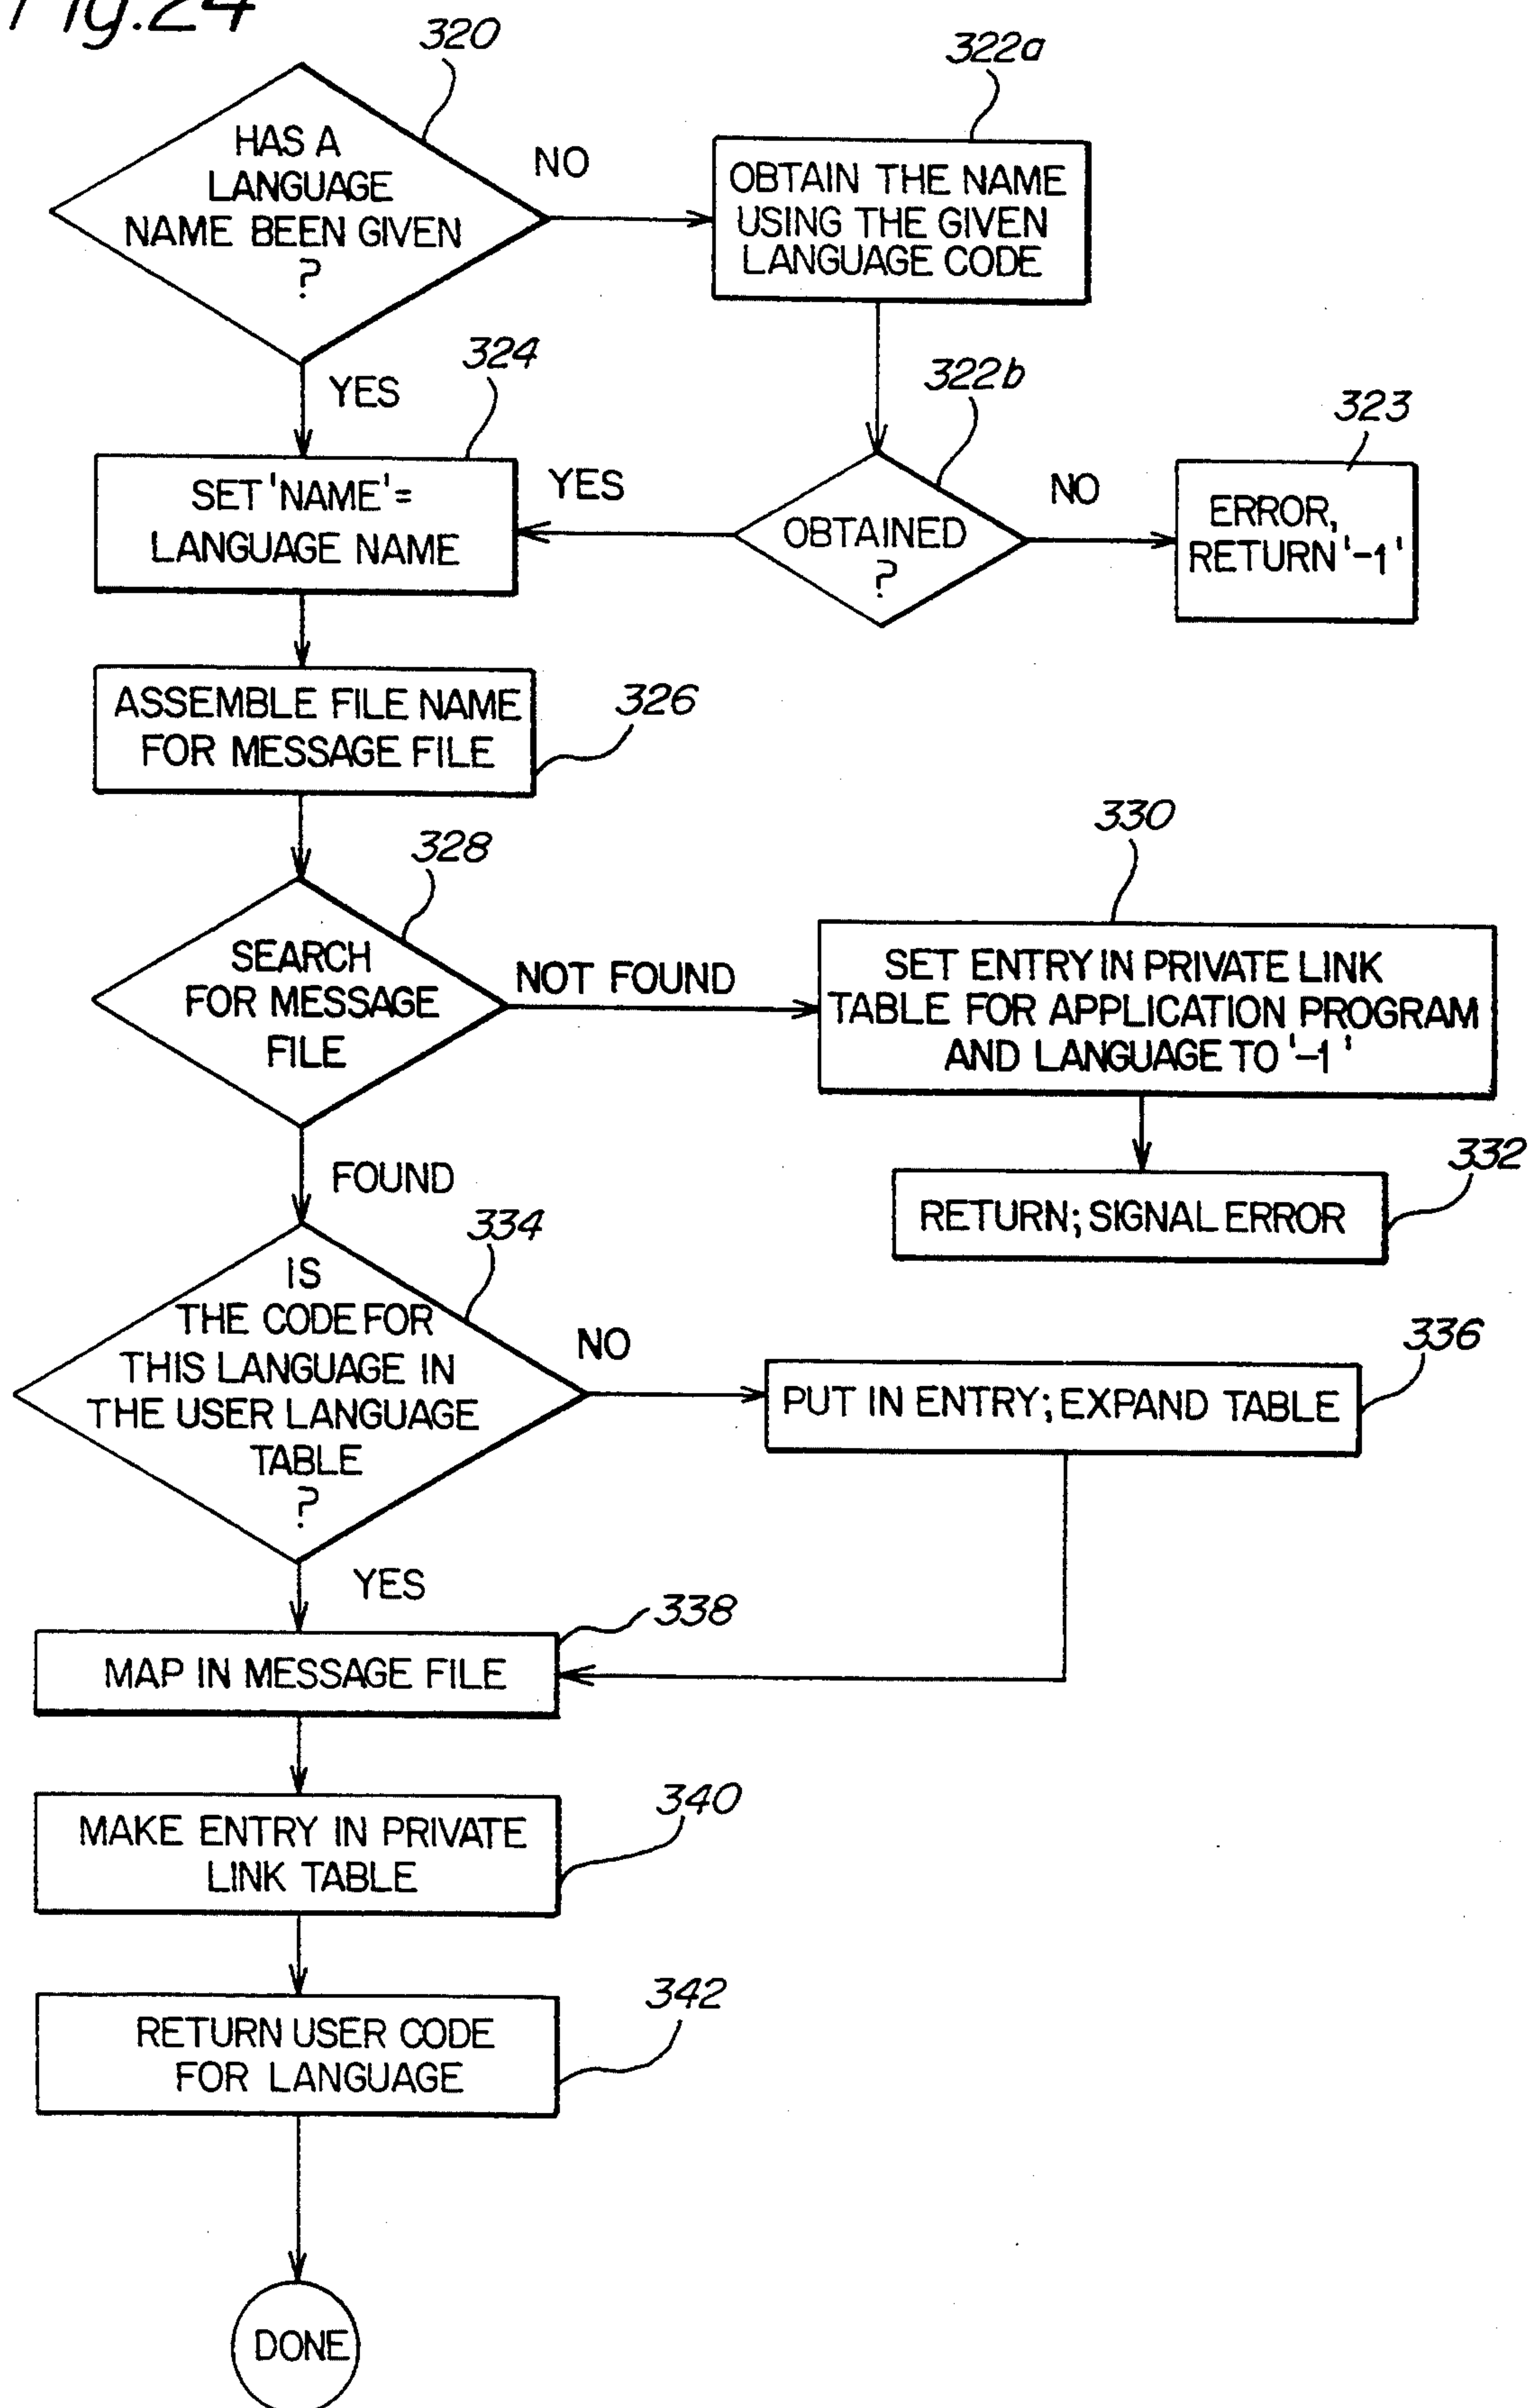 Fig.24
320
322a
HAS A
LANGUAGE
NAME BEEN GIVEN
?
NO
OBTAIN THE NAME
USING THE GIVEN
LANGUAGE CODE
YES
324
322b
323
SET 'NAME'=
LANGUAGE NAME
YES
OBTAINED
?
NO
ERROR,
RETURN '-1'
ASSEMBLE FILE NAME
FOR MESSAGE FILE
326
328
330
SEARCH
FOR MESSAGE
FILE
NOT FOUND
SET ENTRY IN PRIVATE LINK
TABLE FOR APPLICATION PROGRAM
AND LANGUAGE TO '-1'
FOUND
332
RETURN; SIGNAL ERROR
334
IS
THE CODE FOR
THIS LANGUAGE IN
THE USER LANGUAGE
TABLE
?
NO
336
PUT IN ENTRY; EXPAND TABLE
YES
338
MAP IN MESSAGE FILE
340
MAKE ENTRY IN PRIVATE
LINK TABLE
342
RETURN USER CODE
FOR LANGUAGE
DONE